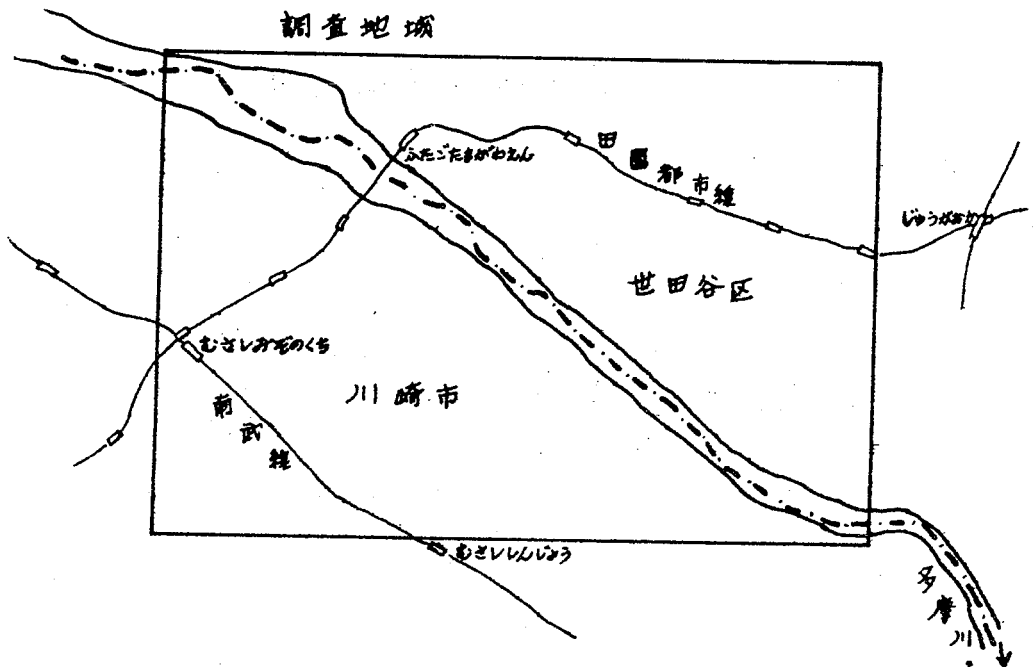 調査地域
ふたごたまがわえん
田園都市線
じゆうがおか
世田谷区
むさしみぞのくち
川崎市
南武線
むさししんじょう
多摩川